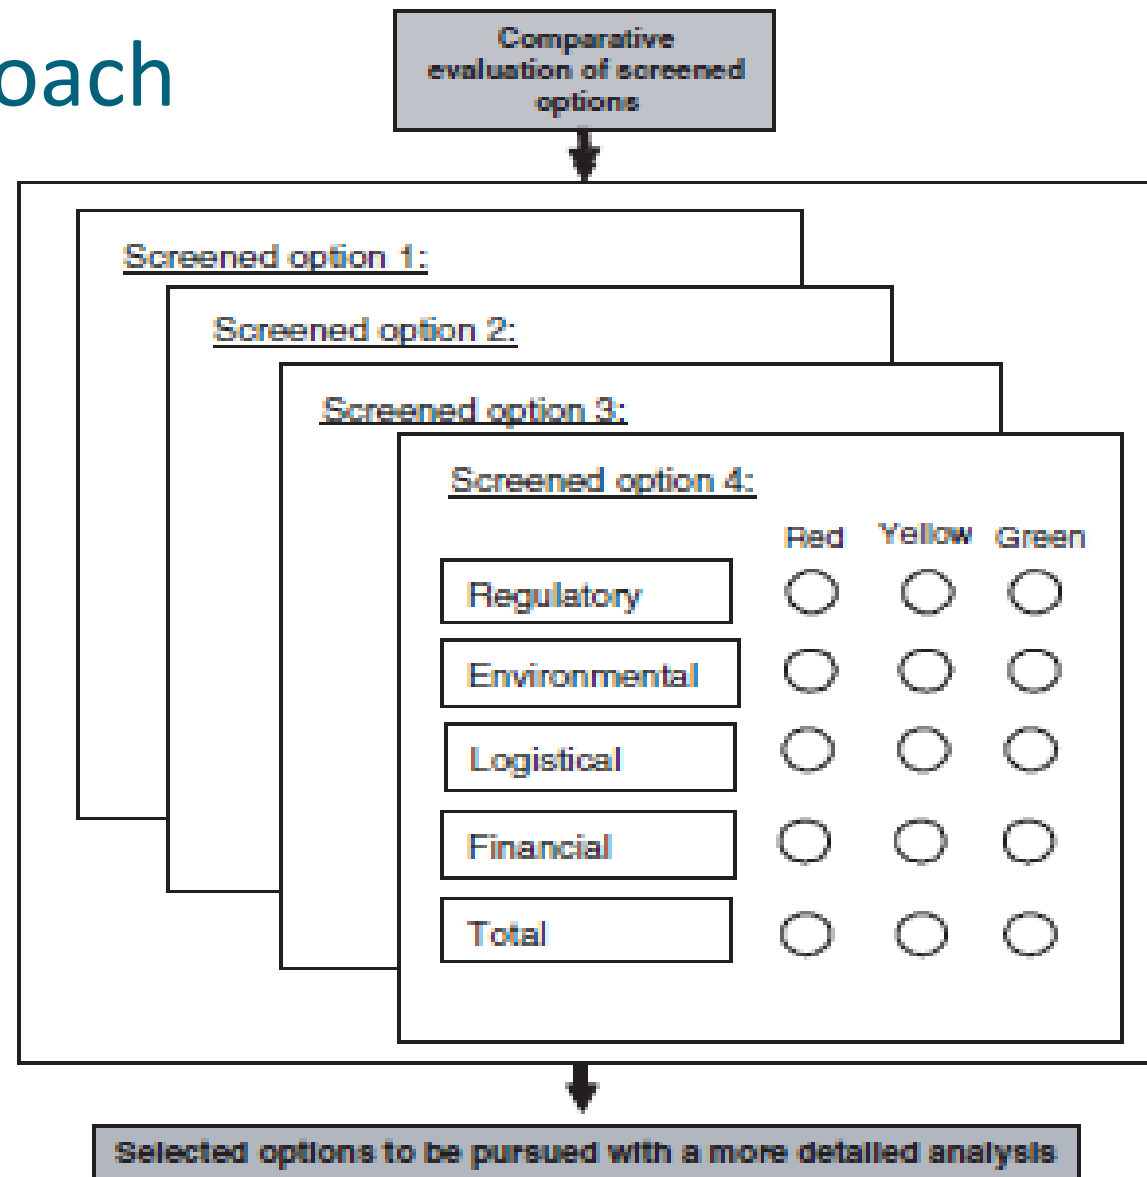 oach
Comparative
evaluation of screened
options
Screened option 1:
Screened option 2:
Screened option 3:
Screened option 4:
Red Yellow Green
Regulatory
Environmental
Logistical
Financial
Total
Selected options to be pursued with a more detailed analysis